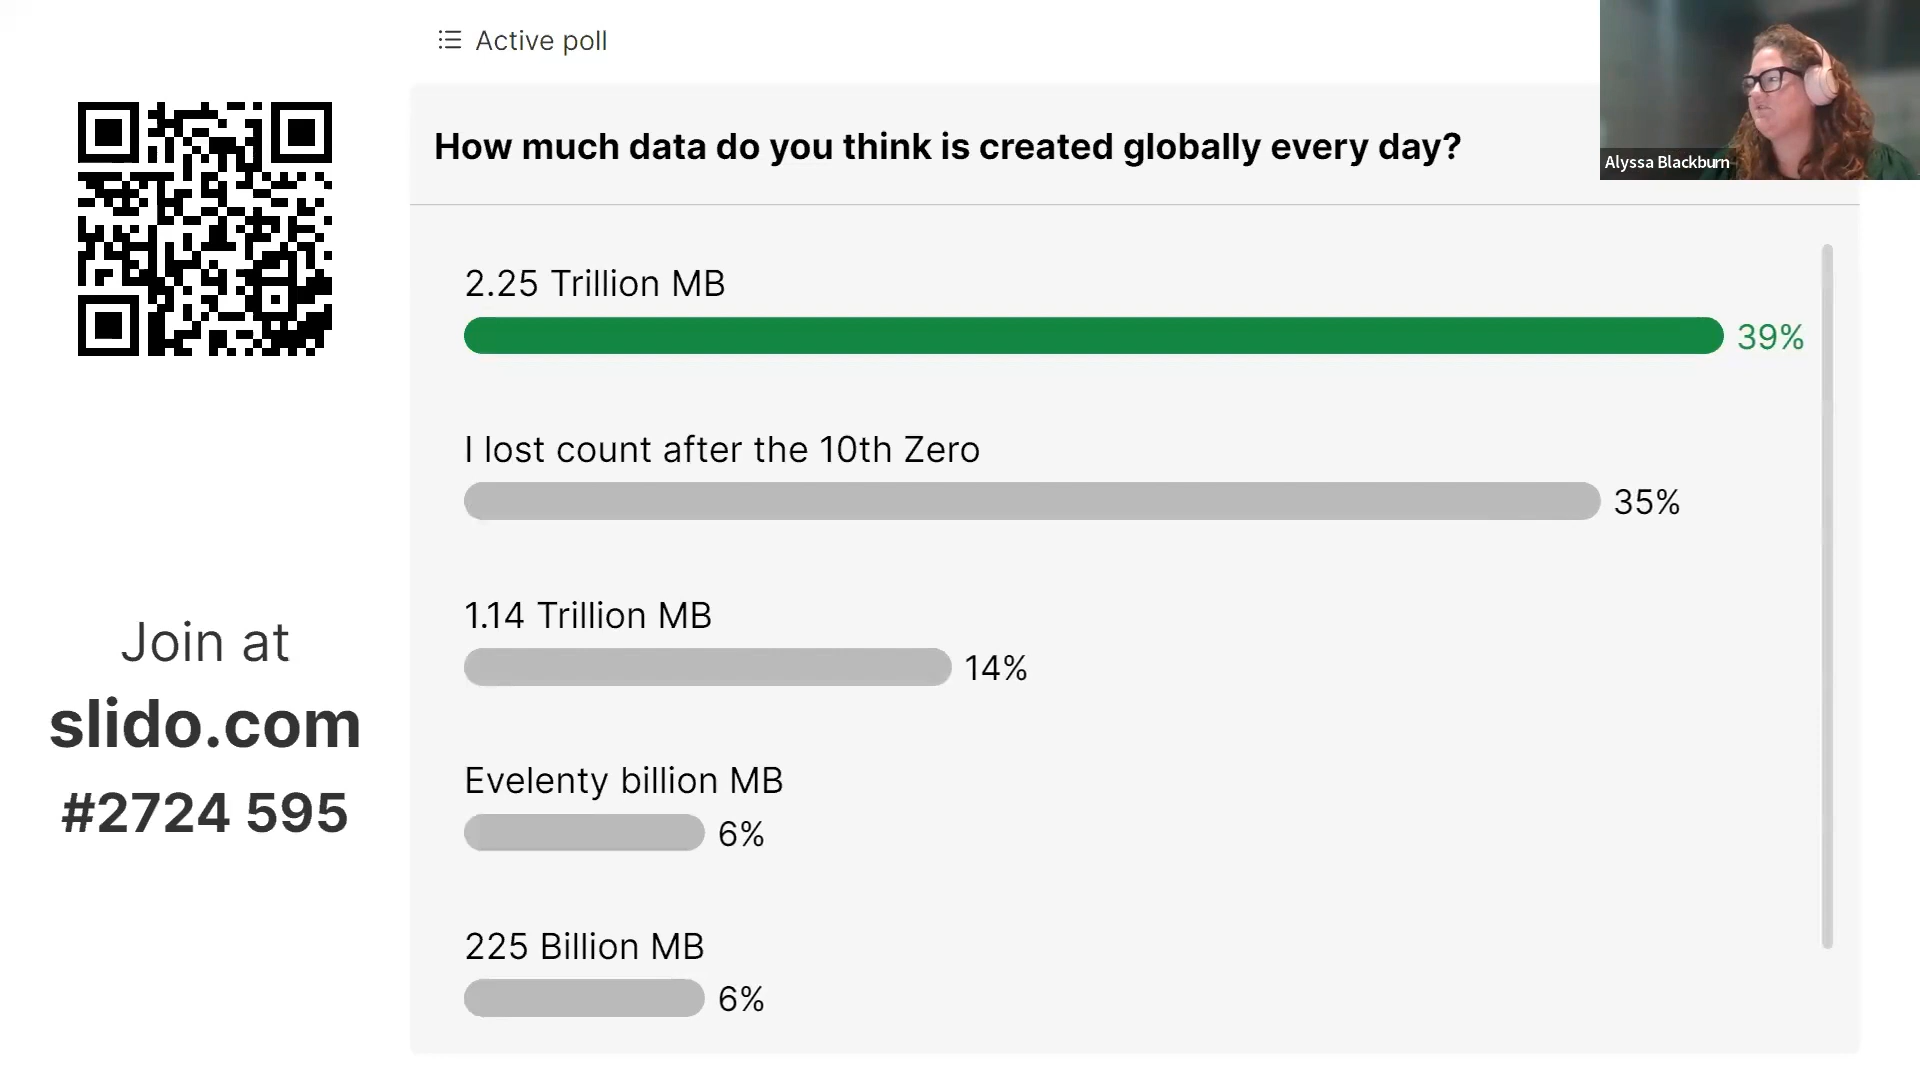 Active poll
Alyssa Blackburn
How much data do you think is created globally every day?
2.25 Trillion MB
39%
I lost count after the 10th Zero
35%
1.14 Trillion MB
14%
Evelenty billion MB
6%
225 Billion MB
6%
Join at
slido.com
#2724 595